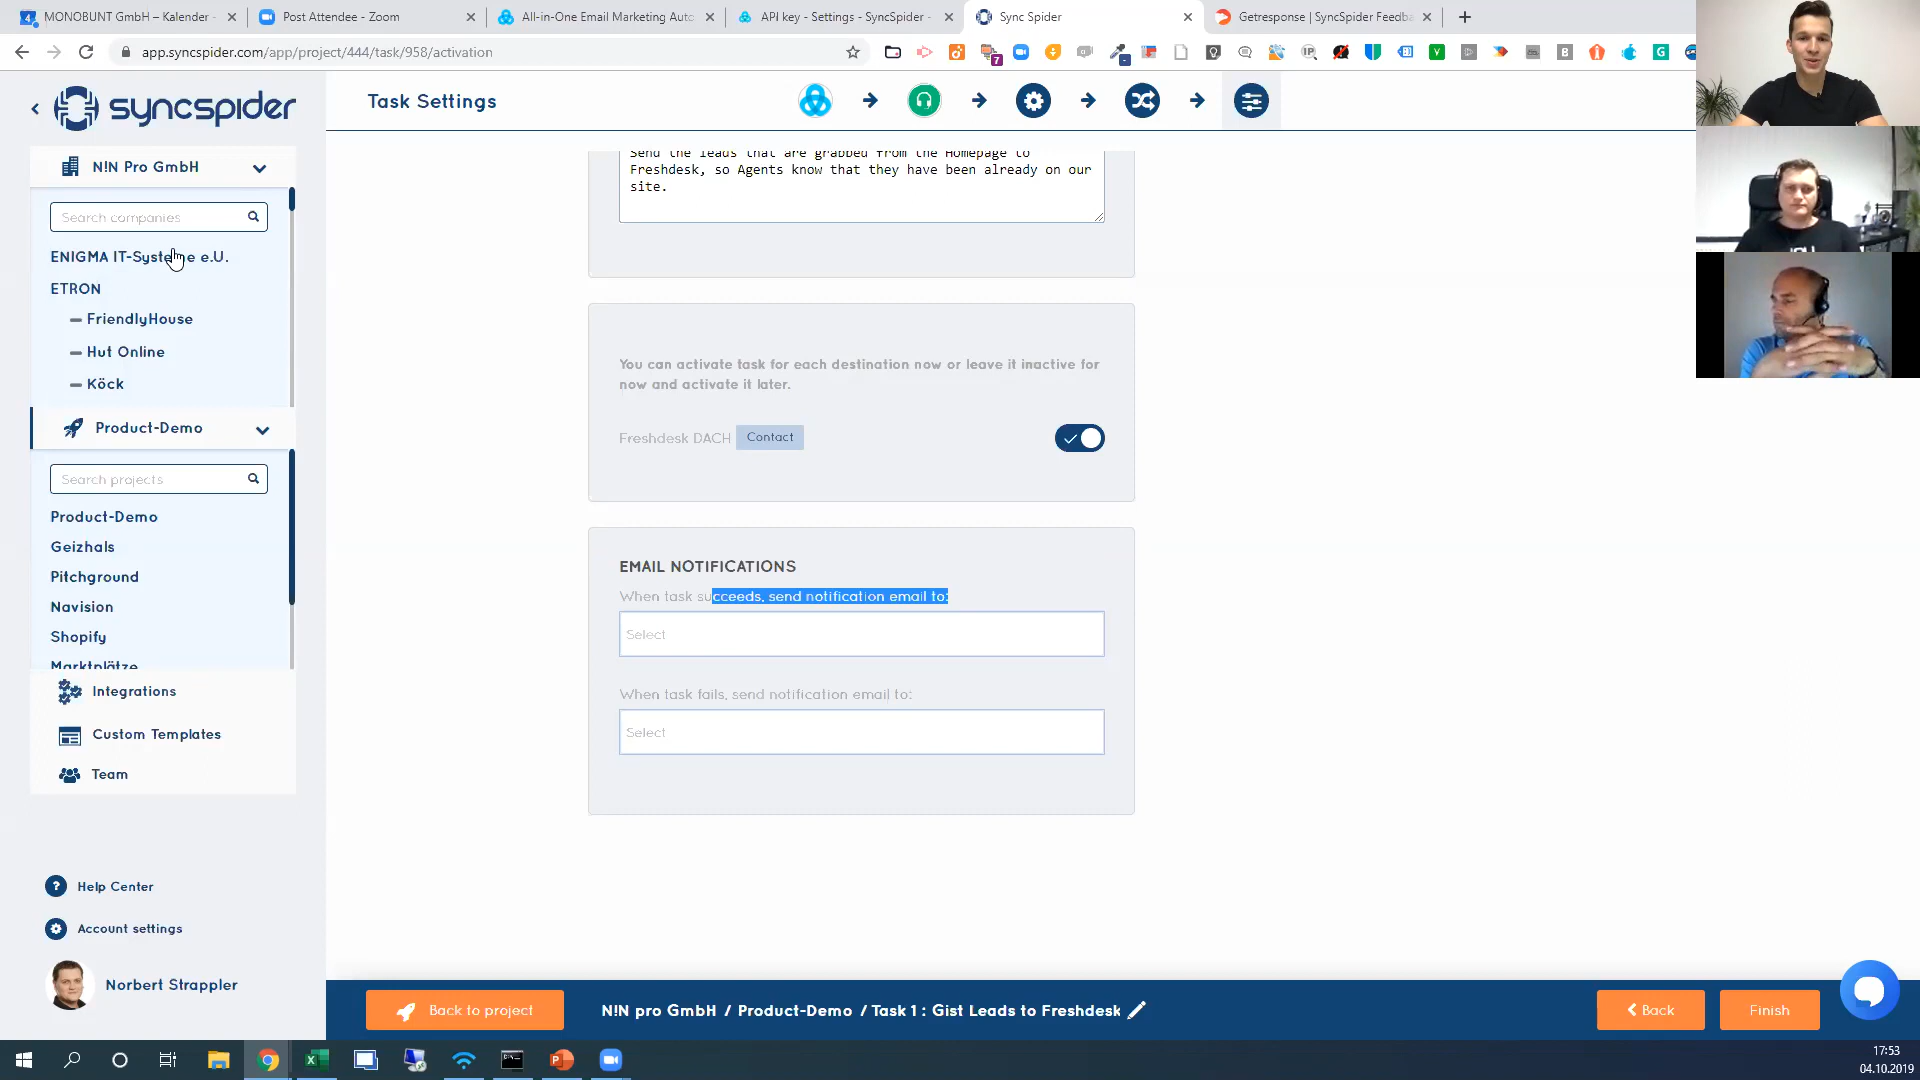 MONOBUNT GmbH – Kalender -
Post Attendee - Zoom
All-in-One Email Marketing Auto
API key - Settings - SyncSpider -
Sync Spider
Getresponse | SyncSpider Feedba
app.syncspider.com/app/project/444/task/958/activation
syncspider
Task Settings
N!N Pro GmbH
Search companies
ENIGMA IT-Systeme e.U.
ETRON
FriendlyHouse
Hut Online
Köck
Product-Demo
Search projects
Product-Demo
Geizhals
Pitchground
Navision
Shopify
Marktplätze
Integrations
Custom Templates
Team
Help Center
Account settings
Norbert Strappler
Send the leads that are grabbed from the Homepage to
Freshdesk, so Agents know that they have been already on our
site.
You can activate task for each destination now or leave it inactive for
now and activate it later.
Freshdesk DACH Contact
EMAIL NOTIFICATIONS
When task succeeds, send notification email to:
Select
When task fails, send notification email to:
Select
Back to project
N!N pro GmbH / Product-Demo / Task 1 : Gist Leads to Freshdesk
Back
Finish
17:53
04.10.2019